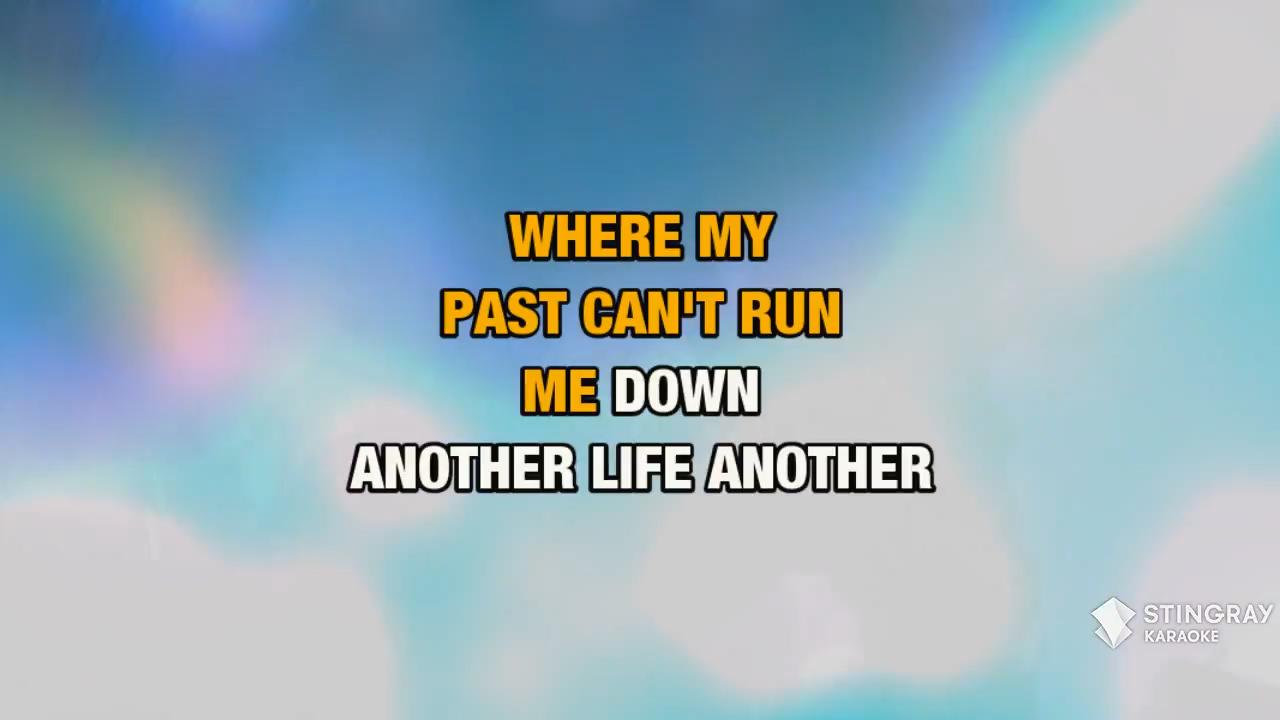 WHERE MY
PAST CAN'T RUN
ME DOWN
ANOTHER LIFE ANOTHER
STINGRAY
KARAOKE